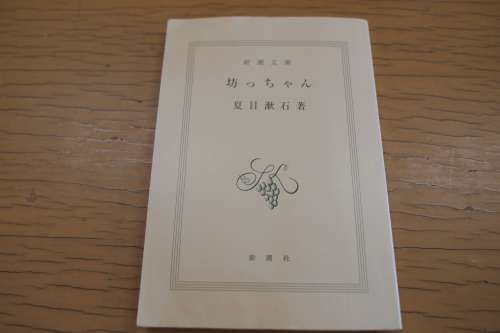 新潮文庫
坊っちゃん
夏目漱石著
新潮社